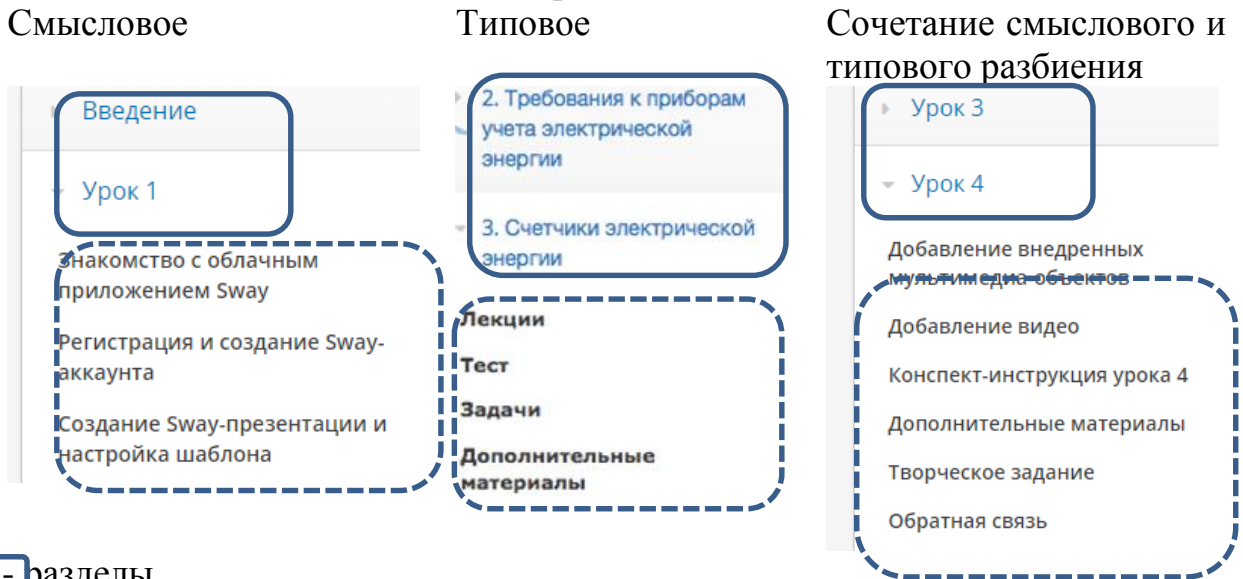 Смысловое
Введение
Урок 1
Знакомство с облачным
приложением Sway
Регистрация и создание Sway-
аккаунта
Создание Sway-презентации и
настройка шаблона
Типовое
2. Требования к приборам
учета электрической
энергии
3. Счетчики электрической
энергии
Лекции
Тест
Задачи
Дополнительные
материалы
Сочетание смыслового и
типового разбиения
Урок 3
Урок 4
Добавление внедренных
мультимедиа-объектов
Добавление видео
Конспект-инструкция урока 4
Дополнительные материалы
Творческое задание
Обратная связь
- разделы